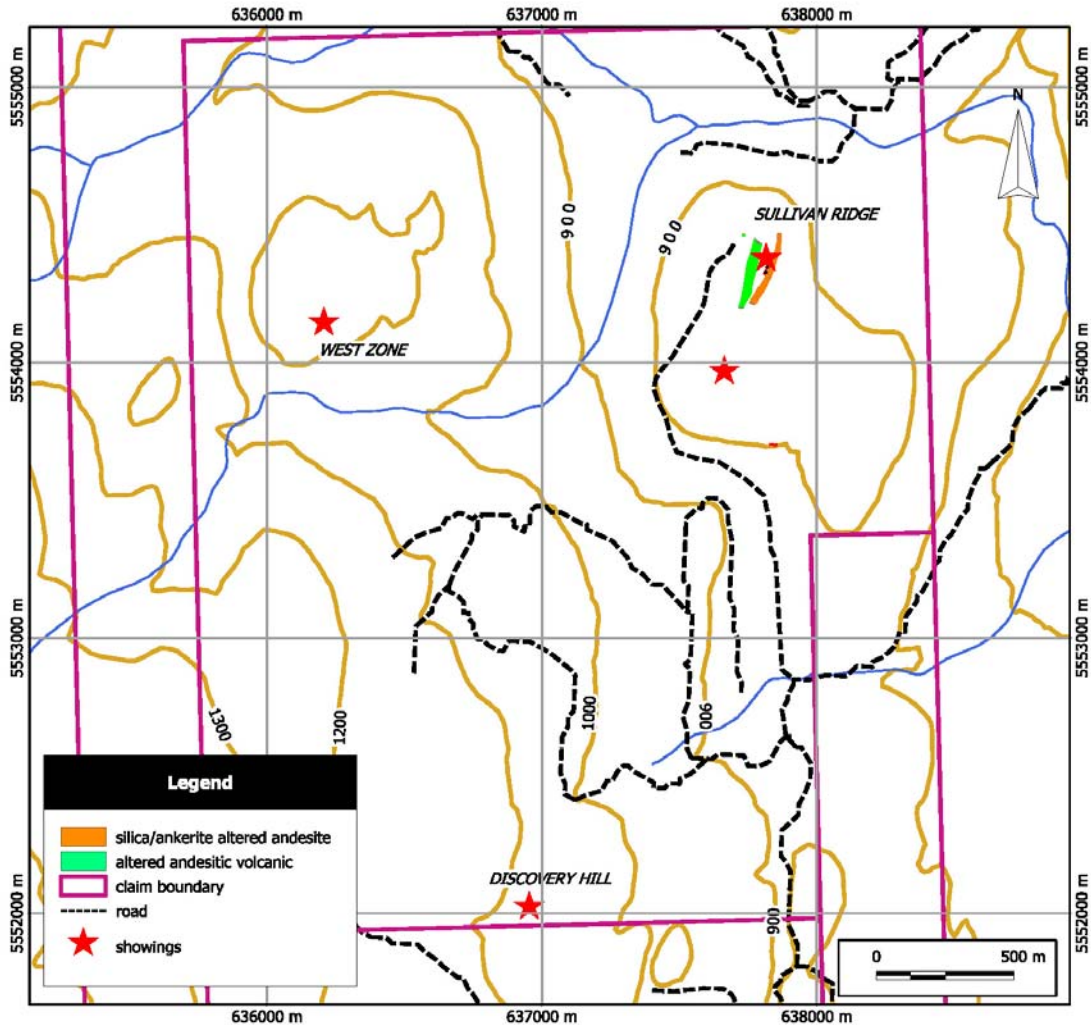 636000 m
637000 m
638000 m
5555000 m
5555000 m
N
SULLIVAN RIDGE
900
900
WEST ZONE
5554000 m
5554000 m
5553000 m
5553000 m
1300
1200
1000
900
Legend
silica/ankerite altered andesite
altered andesitic volcanic
claim boundary
road
showings
DISCOVERY HILL
900
5552000 m
5552000 m
0
500 m
636000 m
637000 m
638000 m